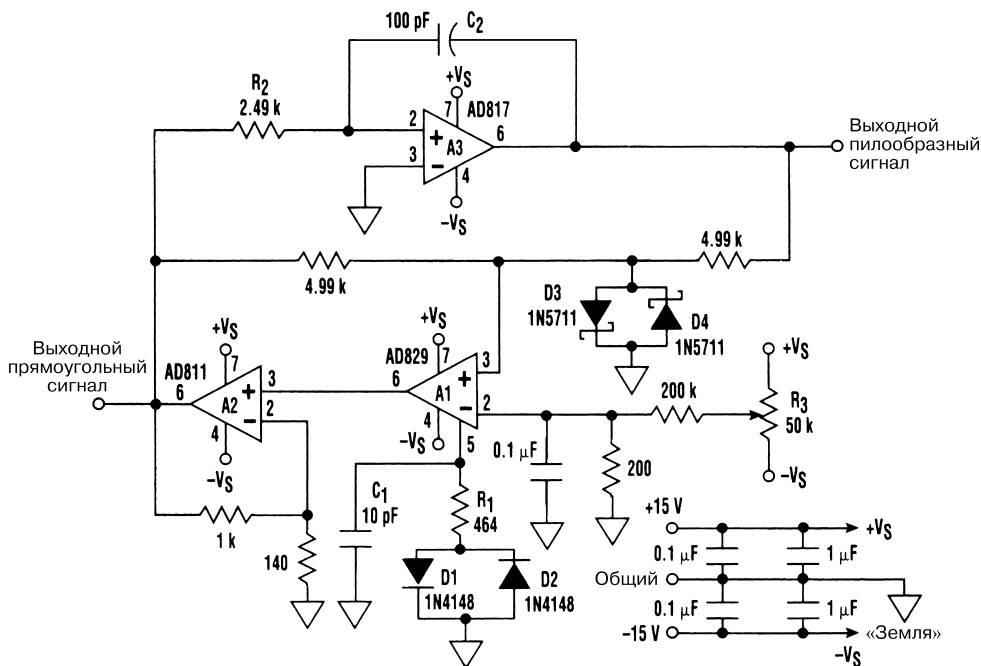 100 pF C2
+VS
R2
2.49 k
7 AD817
2 + A3 6
3 −
4
−VS
Выходной
пилообразный
сигнал
4.99 k
4.99 k
D3
1N5711
D4
1N5711
Выходной
прямоугольный
сигнал
+VS
AD811 7
6 A2 + 3
− 2
4
−VS
+VS
AD829 7
6 A1 + 3
− 2
4
−VS 5
200 k
+VS
R3
50 k
−VS
0.1 μF
200
C1
10 pF
R1
464
1 k
140
D1
1N4148
D2
1N4148
+15 V
+VS
0.1 μF 1 μF
Общий
0.1 μF 1 μF
−15 V
«Земля»
−VS